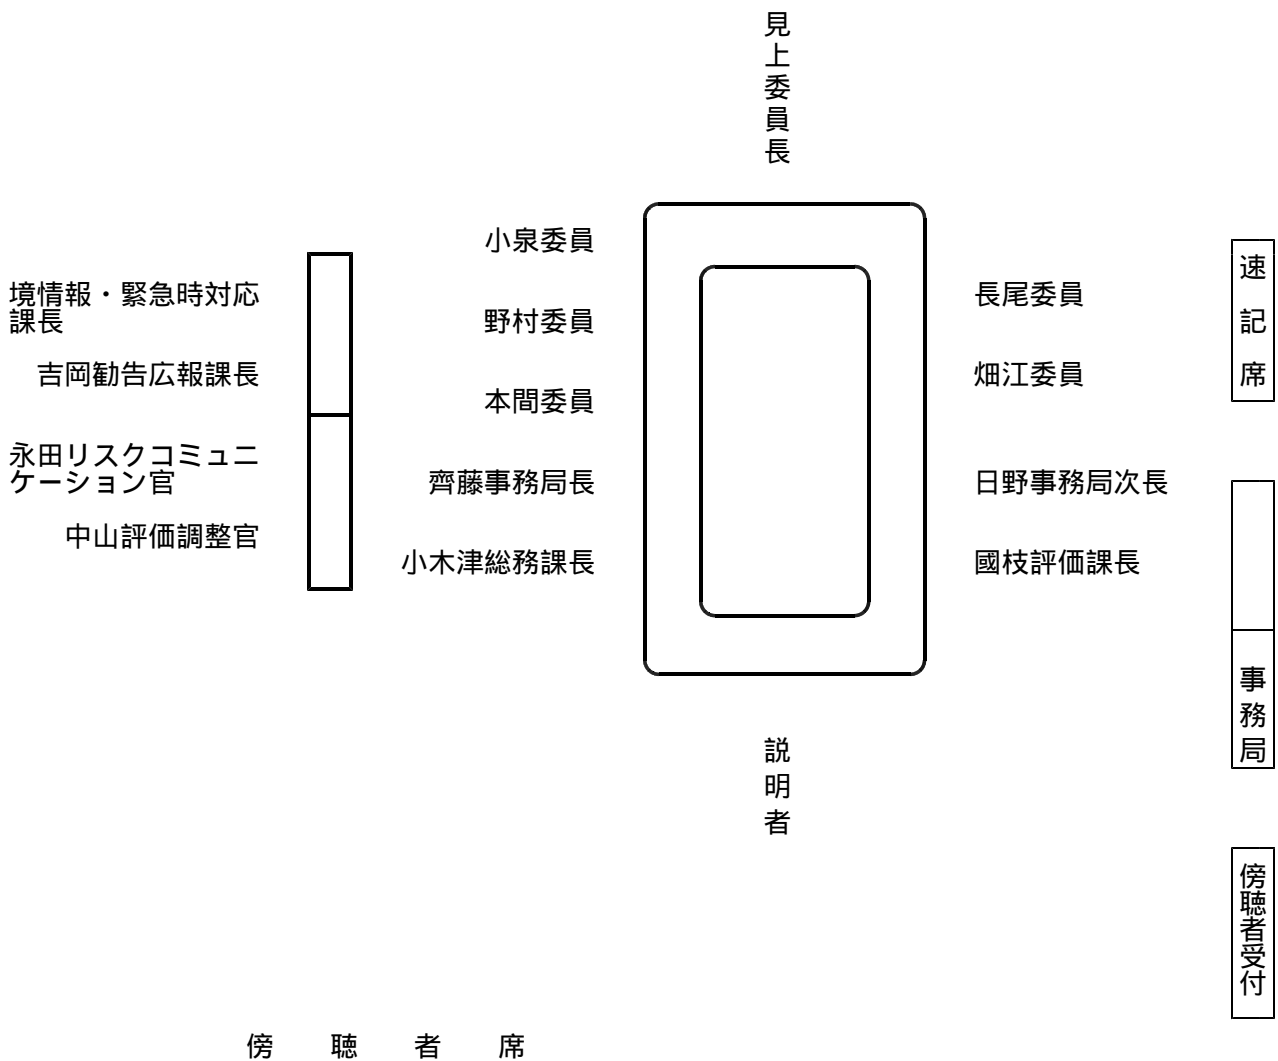 見上委員長
小泉委員
野村委員
本間委員
齊藤事務局長
小木津総務課長
長尾委員
畑江委員
日野事務局次長
國枝評価課長
境情報・緊急時対応
課長
吉岡勧告広報課長
永田リスクコミュニ
ケーション官
中山評価調整官
速記席
事務局
説明者
傍聴者受付
傍聴者席